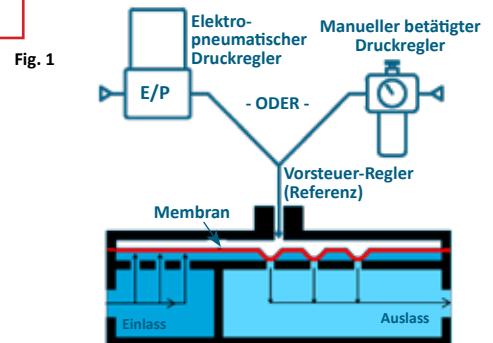 Fig. 1
Elektro-
pneumatischer
Druckregler
Manueller betätigter
Druckregler
E/P
- ODER -
Vorsteuer-Regler
(Referenz)
Membran
Einlass
Auslass